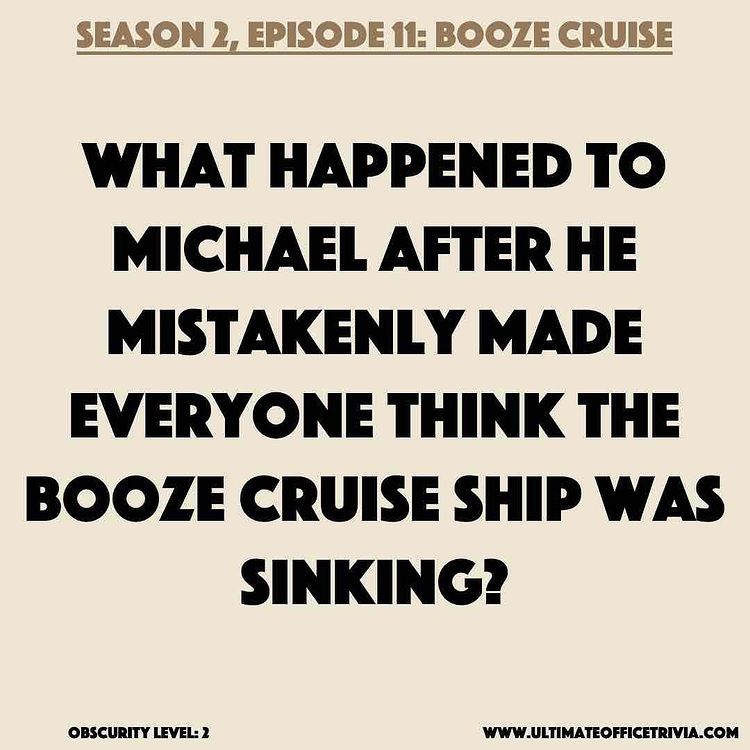 SEASON 2, EPISODE 11: BOOZE CRUISE
WHAT HAPPENED TO
MICHAEL AFTER HE
MISTAKENLY MADE
EVERYONE THINK THE
BOOZE CRUISE SHIP WAS
SINKING?
OBSCURITY LEVEL: 2
WWW.ULTIMATEOFFICETRIVIA.COM